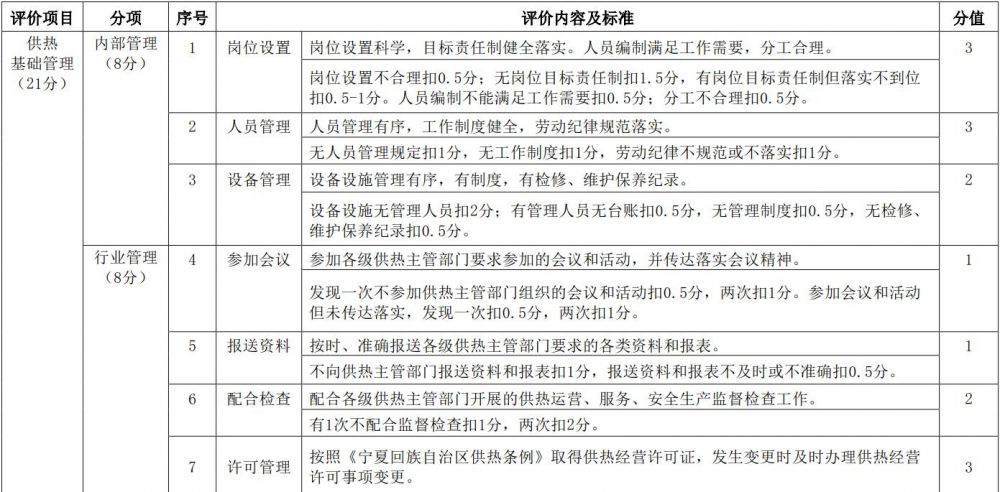 评价项目 分项 序号 评价内容及标准 分值
供热
基础管理
（21分）
内部管理
（8分）
1 岗位设置 岗位设置科学，目标责任制健全落实。人员编制满足工作需要，分工合理。 3
岗位设置不合理扣0.5分；无岗位目标责任制扣1.5分，有岗位目标责任制但落实不到位
扣0.5-1分。人员编制不能满足工作需要扣0.5分；分工不合理扣0.5分。
2 人员管理 人员管理有序，工作制度健全，劳动纪律规范落实。 3
无人员管理规定扣1分，无工作制度扣1分，劳动纪律不规范或不落实扣1分。
3 设备管理 设备设施管理有序，有制度，有检修、维护保养纪录。 2
设备设施无管理人员扣2分；有管理人员无台账扣0.5分，无管理制度扣0.5分，无检修、
维护保养纪录扣0.5分。
行业管理
（8分）
4 参加会议 参加各级供热主管部门要求参加的会议和活动，并传达落实会议精神。 1
发现一次不参加供热主管部门组织的会议和活动扣0.5分，两次扣1分。参加会议和活动
但未传达落实，发现一次扣0.5分，两次扣1分。
5 报送资料 按时、准确报送各级供热主管部门要求的各类资料和报表。 1
不向供热主管部门报送资料和报表扣1分，报送资料和报表不及时或不准确扣0.5分。
6 配合检查 配合各级供热主管部门开展的供热运营、服务、安全生产监督检查工作。 2
有1次不配合监督检查扣1分，两次扣2分。
7 许可管理 按照《宁夏回族自治区供热条例》取得供热经营许可证，发生变更时及时办理供热经营 3
许可事项变更。